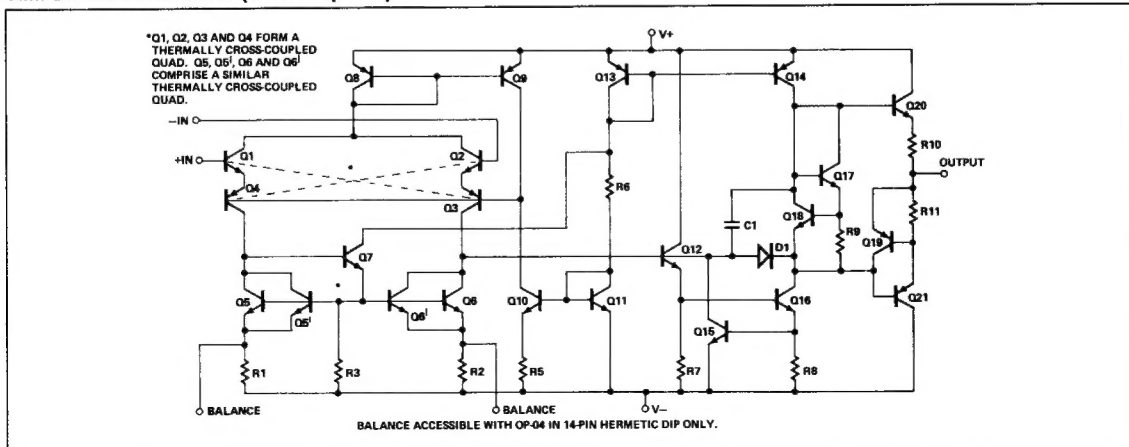 *Q1, Q2, Q3 AND Q4 FORM A
THERMALLY CROSS-COUPLED
QUAD. Q5, Q5', Q6 AND Q6'
COMPRISE A SIMILAR
THERMALLY CROSS-COUPLED
QUAD.
V+
Q8
Q9
Q13
Q14
Q20
R10
OUTPUT
–IN
+IN
Q1
*
Q2
Q4
Q3
R6
Q17
C1
Q18
R9
R11
Q19
Q7
Q12
D1
Q5
Q5'
*
Q6'
Q6
Q10
Q11
Q16
Q21
Q15
R1
R3
R2
R5
R7
R8
BALANCE
BALANCE
V–
BALANCE ACCESSIBLE WITH OP-04 IN 14-PIN HERMETIC DIP ONLY.